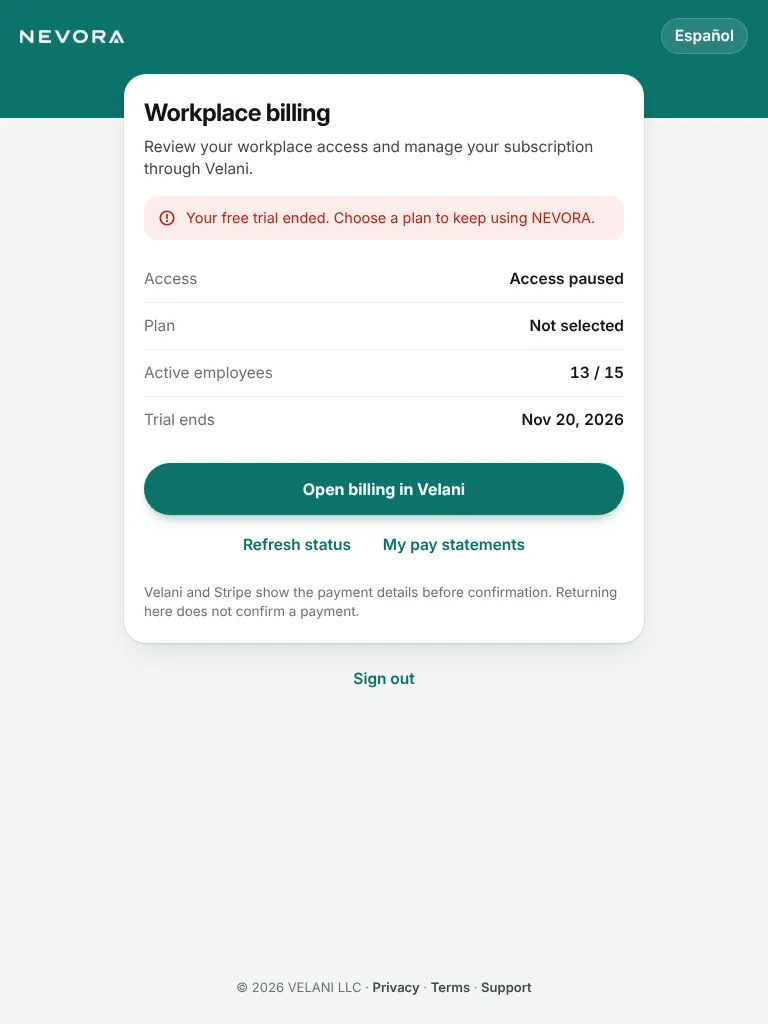 NEVORA
Español
Workplace billing
Review your workplace access and manage your subscription
through Velani.
Your free trial ended. Choose a plan to keep using NEVORA.
Access Access paused
Plan Not selected
Active employees 13 / 15
Trial ends Nov 20, 2026
Open billing in Velani
Refresh status My pay statements
Velani and Stripe show the payment details before confirmation. Returning
here does not confirm a payment.
Sign out
© 2026 VELANI LLC · Privacy · Terms · Support